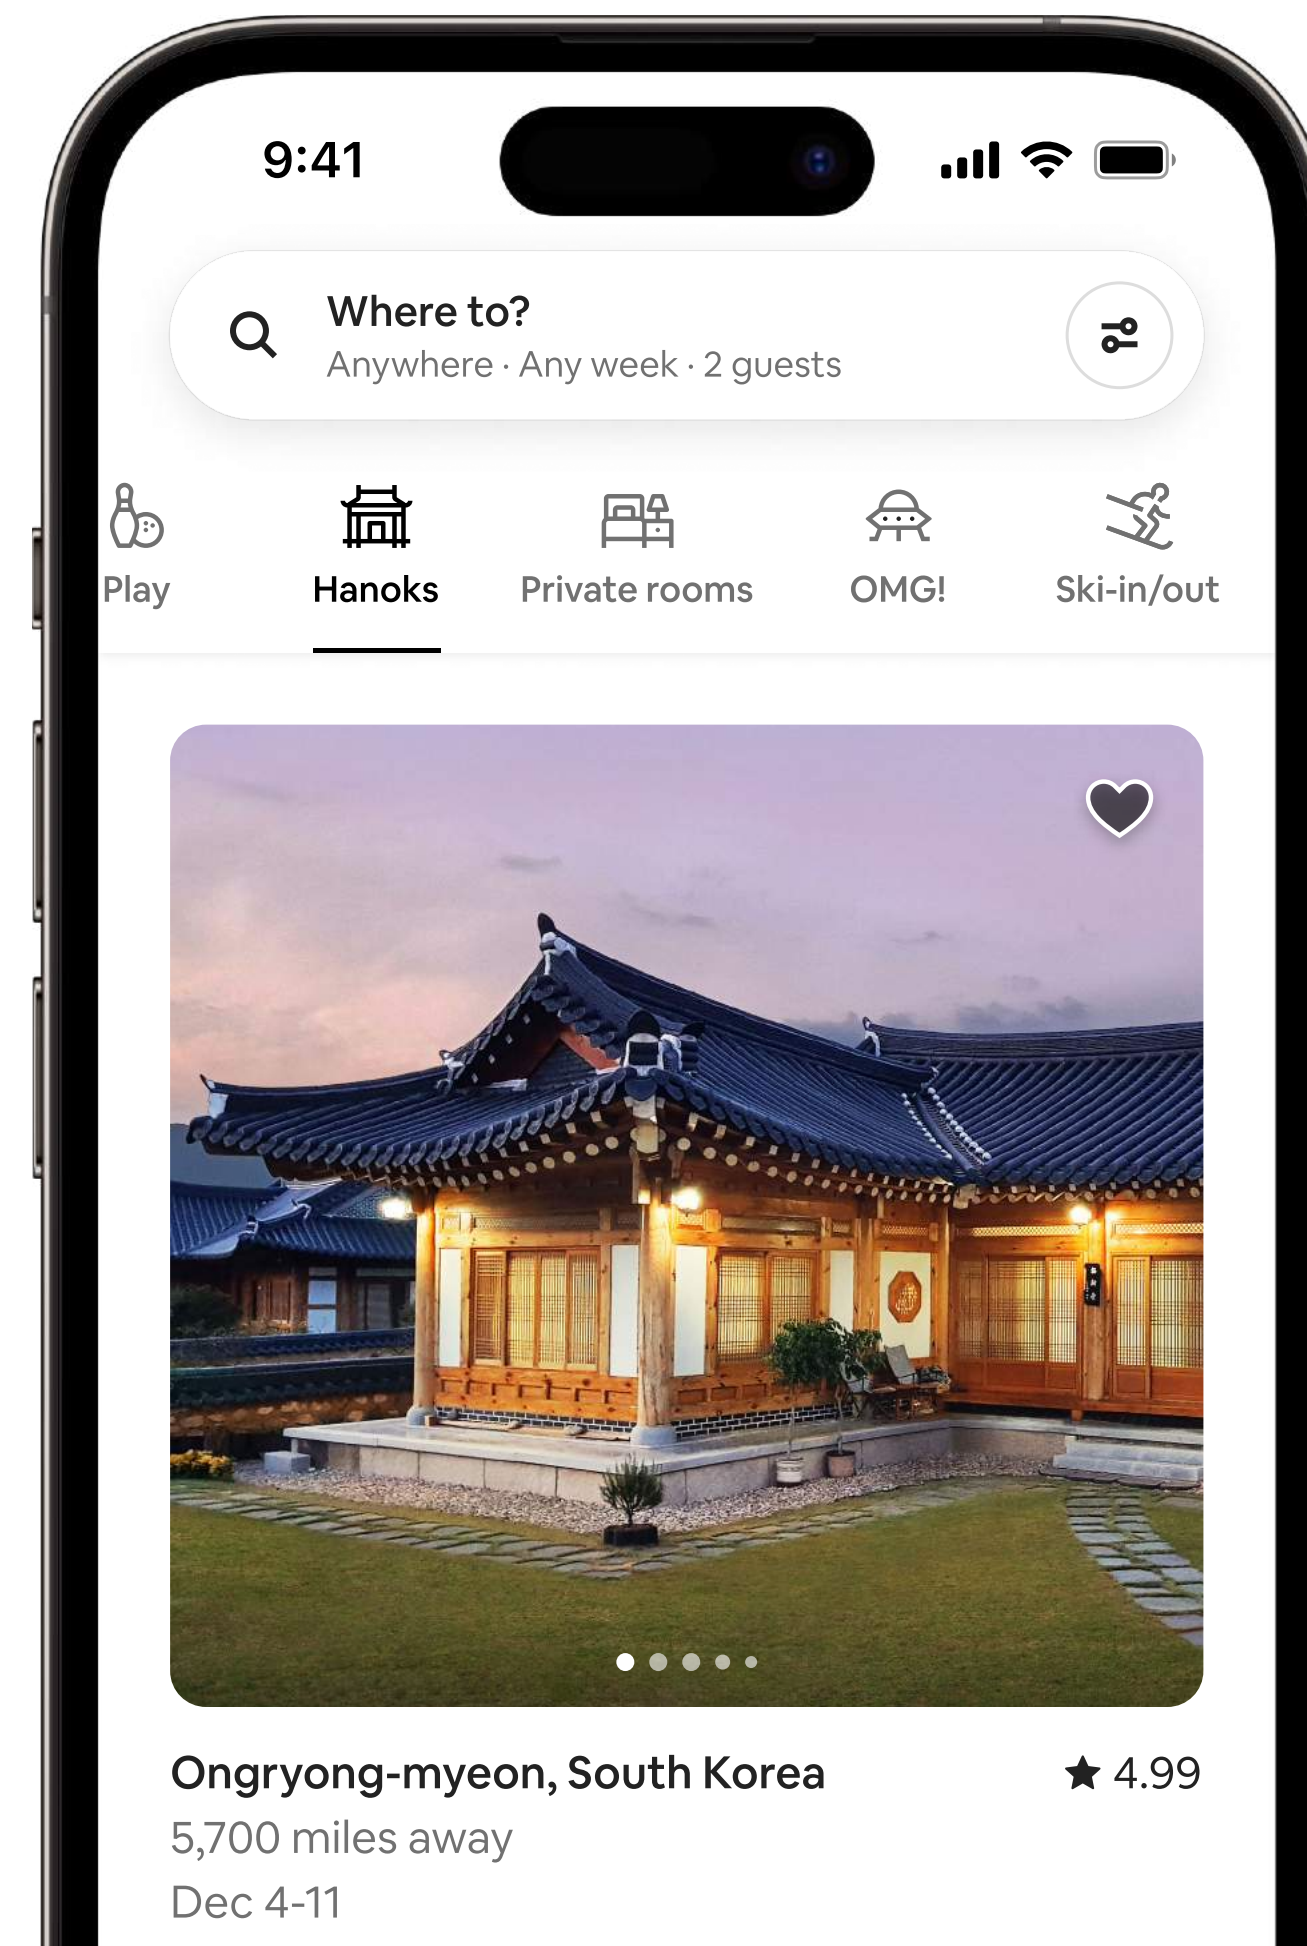 9:41
Where to?
Anywhere · Any week · 2 guests
Play
Hanoks
Private rooms
OMG!
Ski-in/out
Ongryong-myeon, South Korea
★ 4.99
5,700 miles away
Dec 4-11